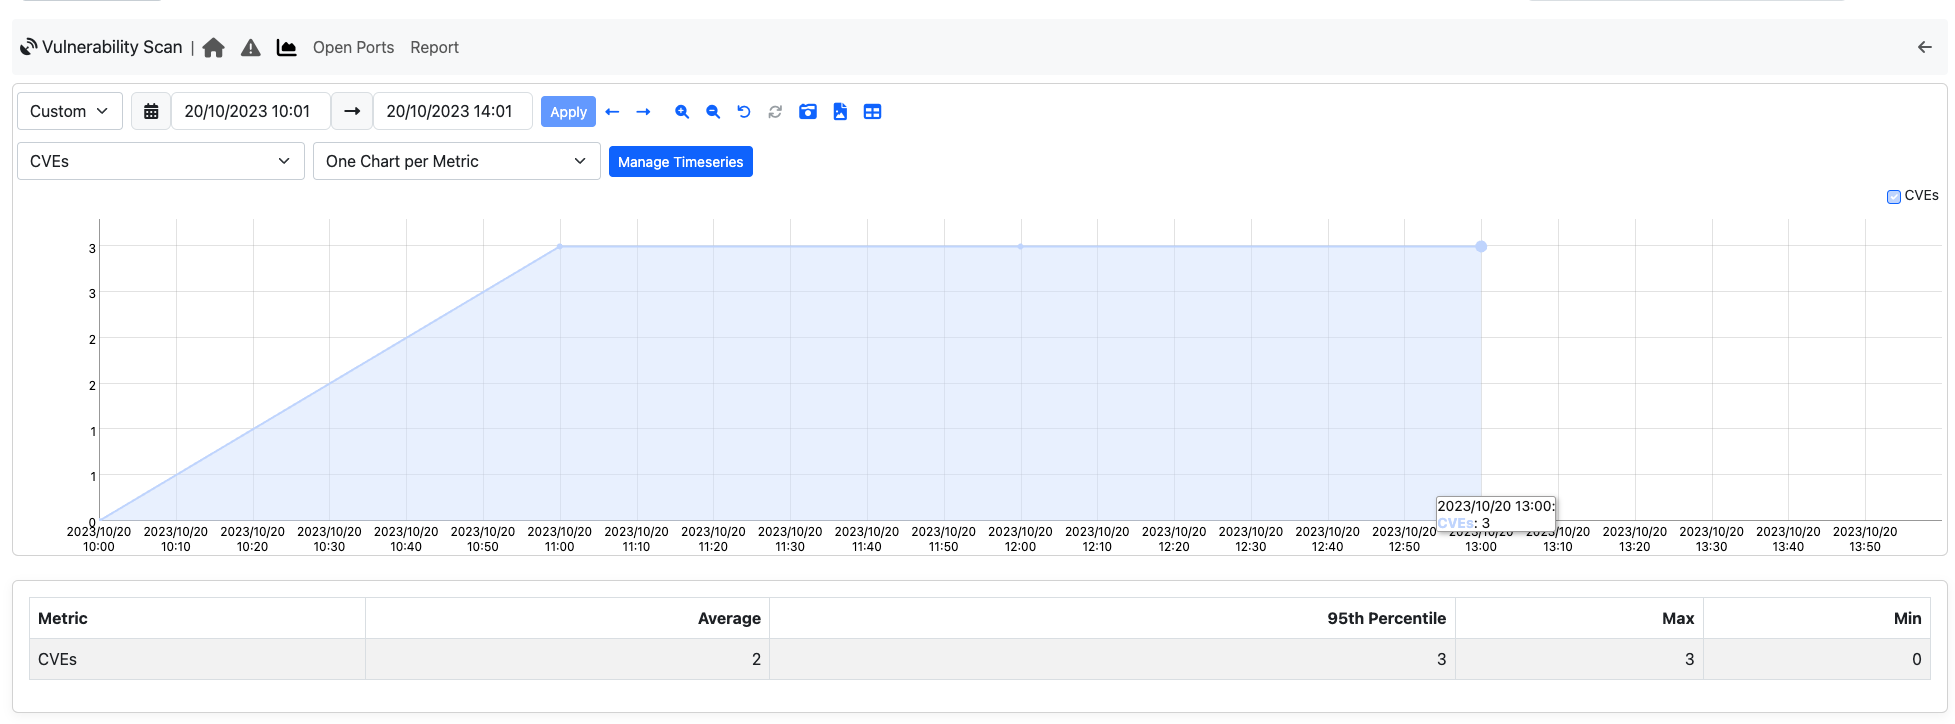 Vulnerability Scan | Open Ports Report
Custom 20/10/2023 10:01 20/10/2023 14:01 Apply
CVEs One Chart per Metric Manage Timeseries
CVEs
3
3
2
2
1
1
0
2023/10/20 2023/10/20 2023/10/20 2023/10/20 2023/10/20 2023/10/20 2023/10/20 2023/10/20 2023/10/20 2023/10/20 2023/10/20 2023/10/20 2023/10/20 2023/10/20 2023/10/20 2023/10/20 2023/10/20 2023/10/20 2023/10/20 2023/10/20 2023/10/20 2023/10/20 2023/10/20 2023/10/20
10:00 10:10 10:20 10:30 10:40 10:50 11:00 11:10 11:20 11:30 11:40 11:50 12:00 12:10 12:20 12:30 12:40 12:50 13:00 13:10 13:20 13:30 13:40 13:50
2023/10/20 13:00:
CVEs: 3
Metric Average 95th Percentile Max Min
CVEs 2 3 3 0